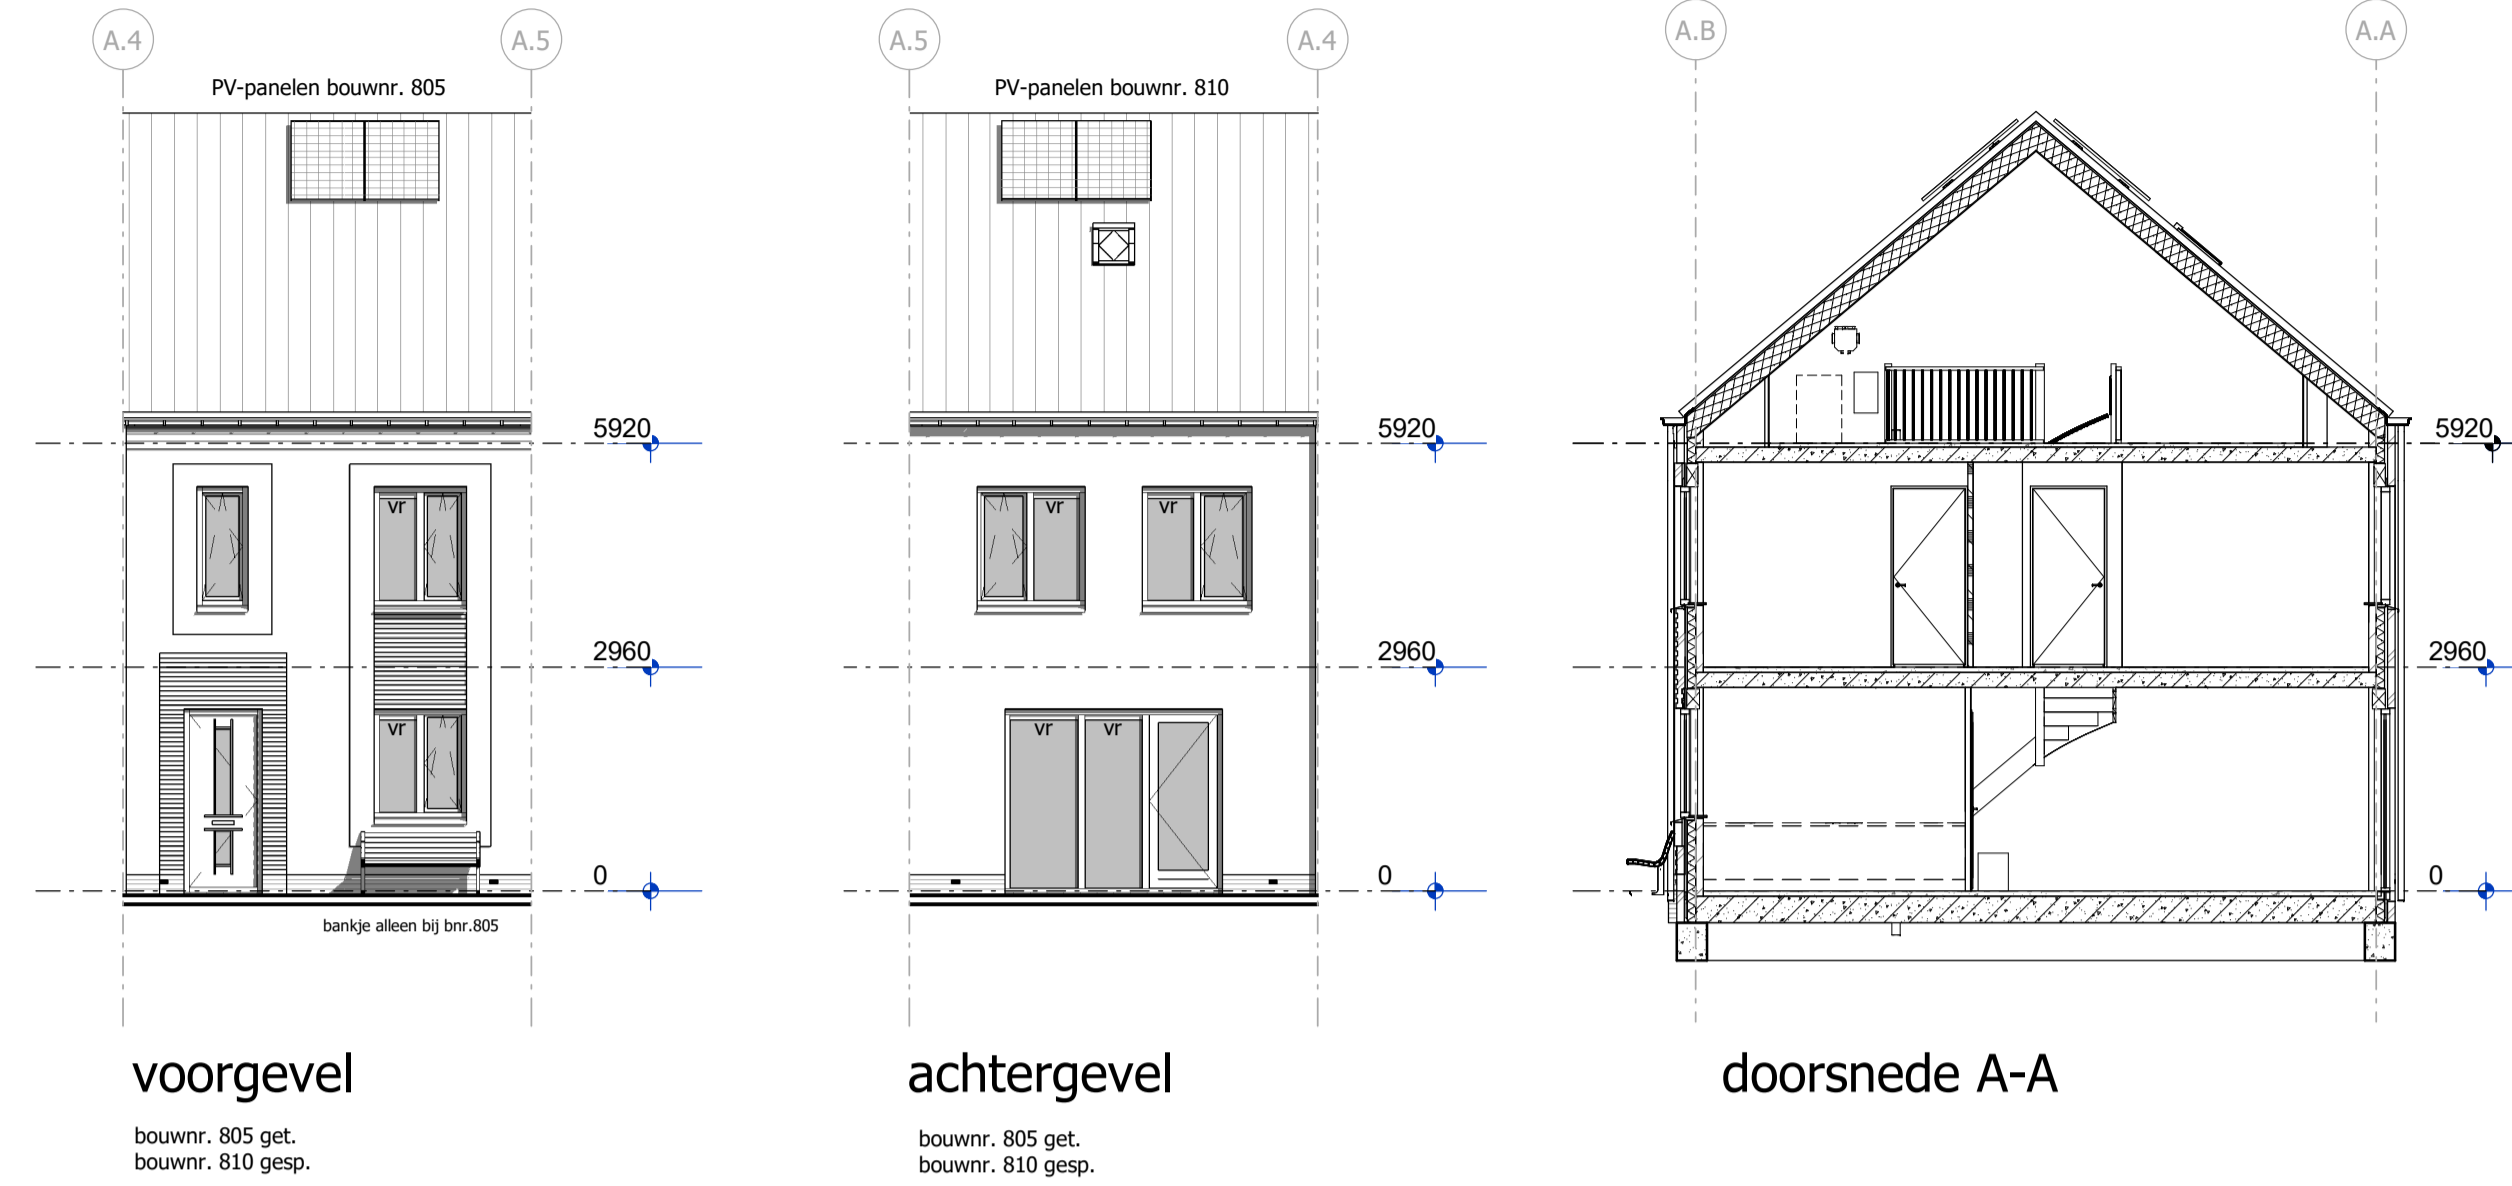 A.4
A.5
PV-panelen bouwnr. 805
5920
vr
2960
vr
0
bankje alleen bij bnr.805
voorgevel
bouwnr. 805 get.
bouwnr. 810 gesp.
A.5
A.4
PV-panelen bouwnr. 810
5920
vr
vr
2960
vr
vr
0
achtergevel
bouwnr. 805 get.
bouwnr. 810 gesp.
A.B
A.A
5920
2960
0
doorsnede A-A